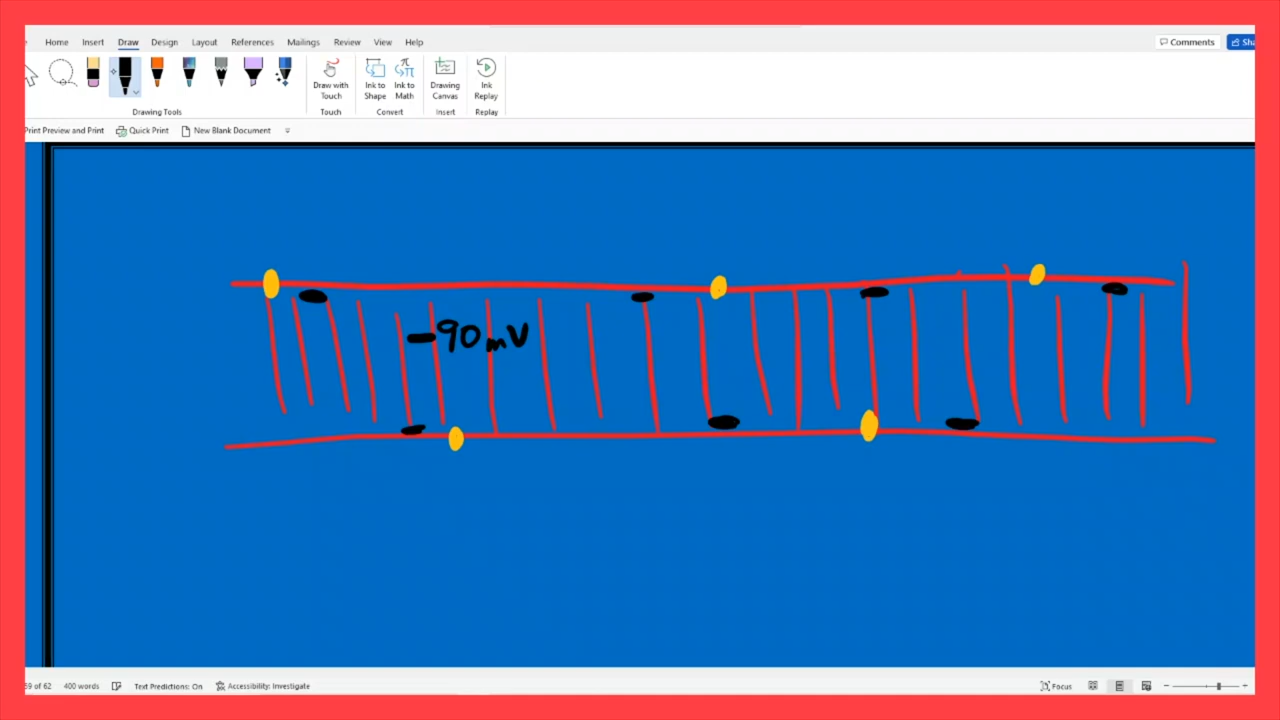 Home Insert Draw Design Layout References Mailings Review View Help Comments
Draw with Touch
Ink to Shape
Ink to Math
Drawing Canvas
Ink Replay
Drawing Tools Touch Convert Insert Replay
Print Preview and Print Quick Print New Blank Document
-90mV
of 62 400 words Text Predictions: On Accessibility: Investigate Focus